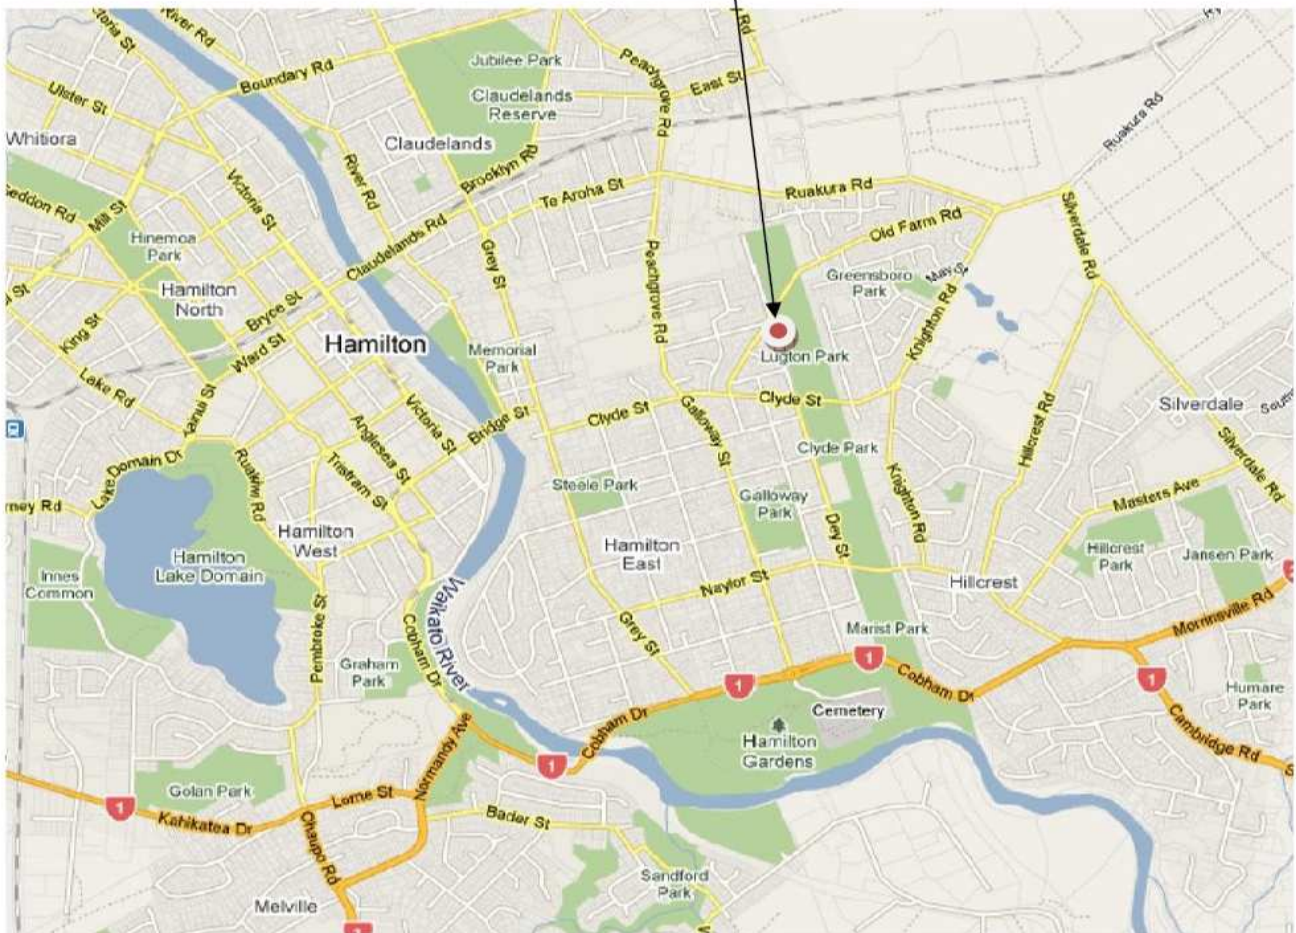 River Rd
Boundary Rd
Ulster St
Whitiora
Jubilee Park
Claudelands
Reserve
Peachgrove Rd
East St
Rd
Claudelands
Brooklyn Rd
Te Aroha St
Ruakura Rd
Ruakura Rd
River Rd
Victoria St
Mill St
Hinemoa
Park
Hamilton
North
Claudelands Rd
Grey St
Peachgrove Rd
Old Farm Rd
Greensboro
Park
May St
Silverdale Rd
Knighton Rd
King St
Bryce St
Ward St
Hamilton
Memorial
Park
Lugton Park
Lake Rd
Victoria St
Bridge St
Clyde St
Galloway St
Clyde St
Silverdale
Anglesea St
Tristram St
Lake Domain Dr
Ruakiwi Rd
Steele Park
Clyde Park
Galloway
Park
Knighton Rd
Hillcrest Rd
Silverdale Rd
Masters Ave
Hamilton
West
Hamilton
East
Dey St
Hamilton
Lake Domain
Innes
Common
Naylor St
Hillcrest
Hillcrest
Park
Jansen Park
Pembroke St
Cobham Dr
Waikato River
Grey St
Marist Park
Morrinsville Rd
Graham
Park
1
1
Cobham Dr
1
Humare
Park
Cemetery
Hamilton
Gardens
Cobham Dr
Cambridge Rd
Normandy Ave
1
Golan Park
Lorne St
1
Kahikatea Dr
Ohaupo Rd
Bader St
Sandford
Park
Melville